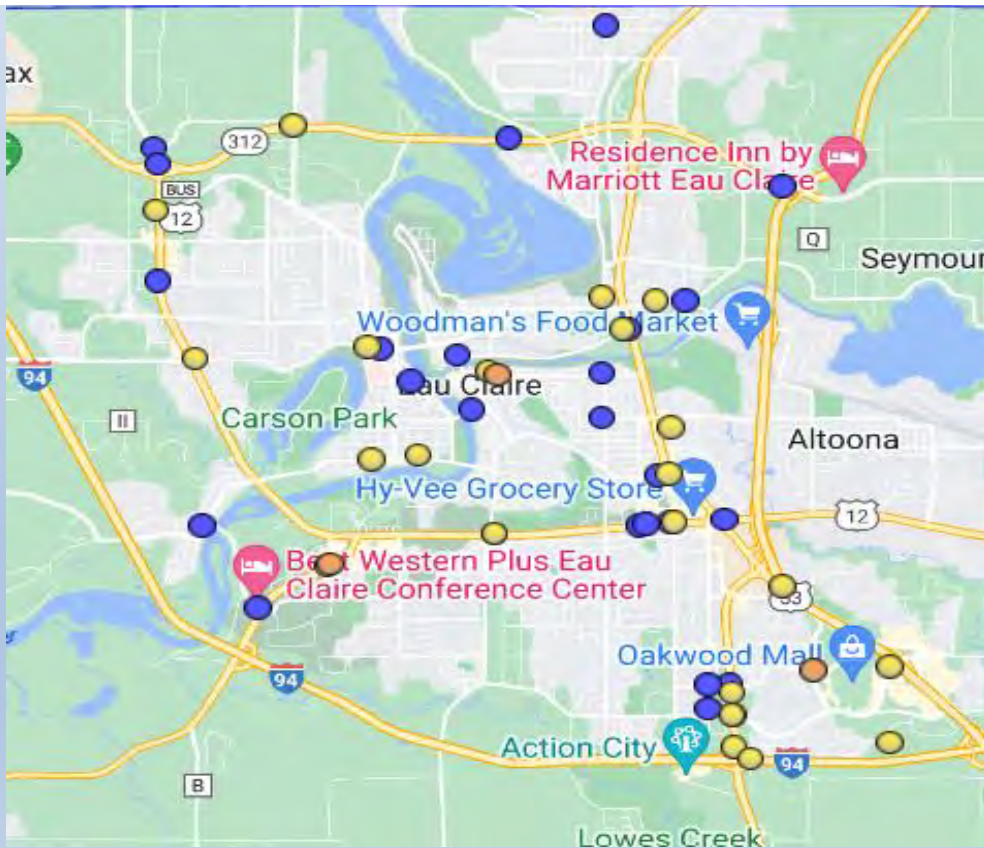 ax
312
Residence Inn by
Marriott Eau Claire
BUS
12
Q
Seymour
Woodman's Food Market
94
Eau Claire
Carson Park
II
Altoona
Hy-Vee Grocery Store
12
Best Western Plus Eau
Claire Conference Center
53
Oakwood Mall
94
Action City
94
B
Lowes Creek